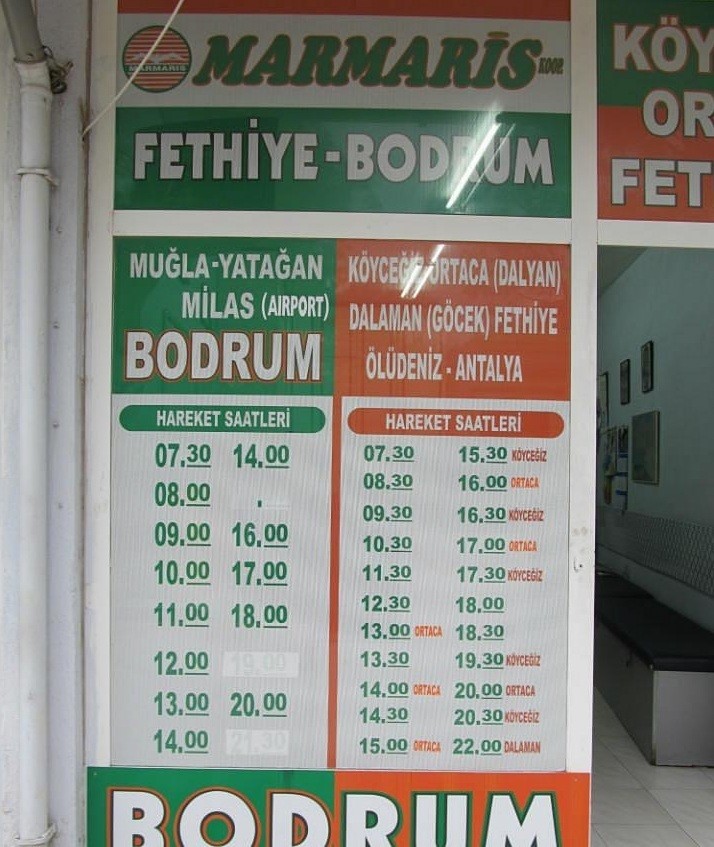 MARMARIS
MARMARİS KOOP.
FETHİYE - BODRUM
KÖY
OR
FET
MUĞLA-YATAĞAN
MİLAS (AIRPORT)
BODRUM
HAREKET SAATLERİ
07.30 14.00
08.00 .
09.00 16.00
10.00 17.00
11.00 18.00
12.00 19.00
13.00 20.00
14.00 21.30
KÖYCEĞİZ-ORTACA (DALYAN)
DALAMAN (GÖCEK) FETHİYE
ÖLÜDENİZ - ANTALYA
HAREKET SAATLERİ
07.30 15.30 KÖYCEĞİZ
08.30 16.00 ORTACA
09.30 16.30 KÖYCEĞİZ
10.30 17.00 ORTACA
11.30 17.30 KÖYCEĞİZ
12.30 18.00
13.00 ORTACA 18.30
13.30 19.30 KÖYCEĞİZ
14.00 ORTACA 20.00 ORTACA
14.30 20.30 KÖYCEĞİZ
15.00 ORTACA 22.00 DALAMAN
BODRUM